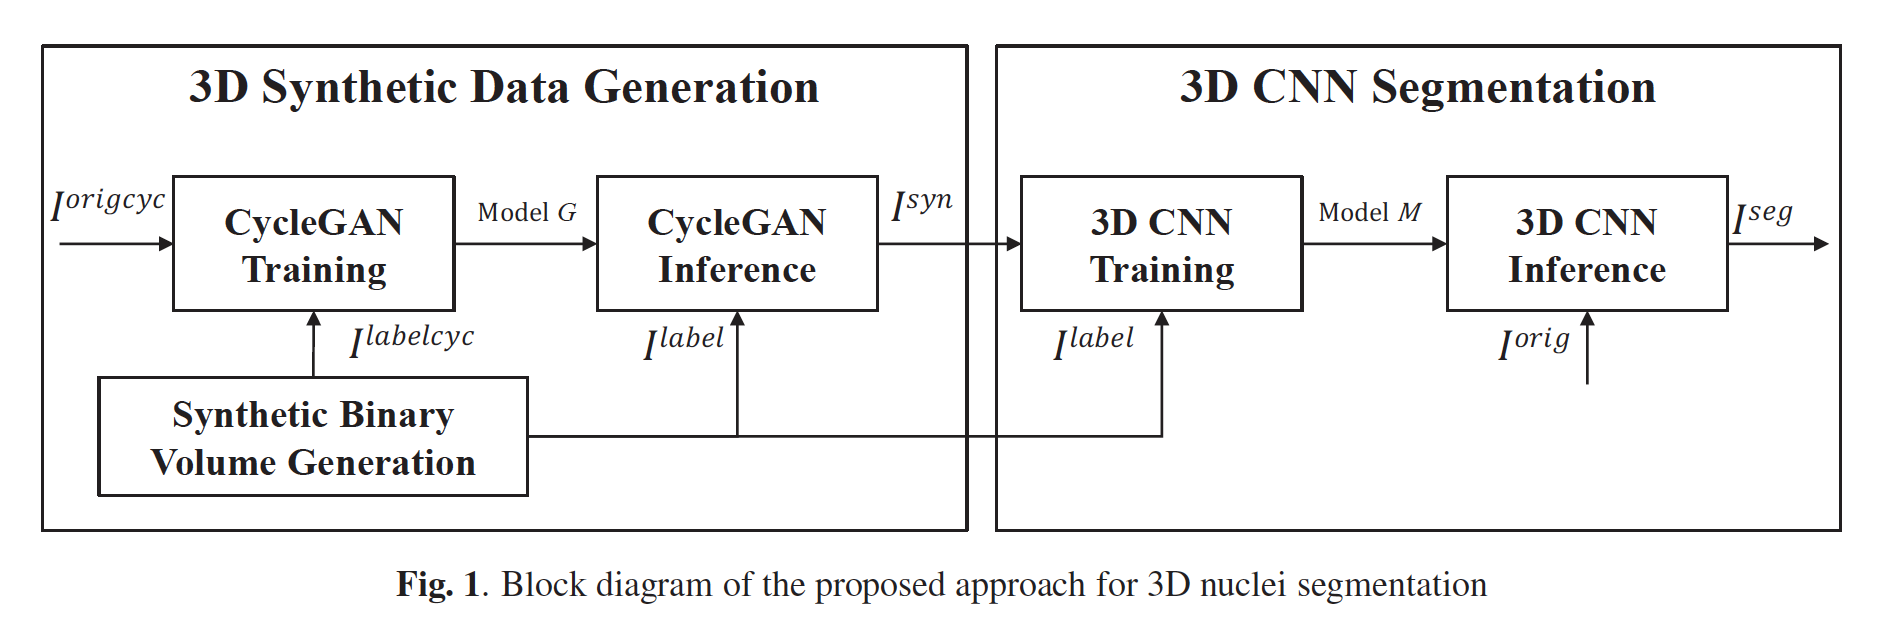 3D Synthetic Data Generation
3D CNN Segmentation
I^origcyc
CycleGAN
Training
Model G
CycleGAN
Inference
I^syn
3D CNN
Training
Model M
3D CNN
Inference
I^seg
I^labelcyc
I^label
I^label
I^orig
Synthetic Binary
Volume Generation
Fig. 1. Block diagram of the proposed approach for 3D nuclei segmentation